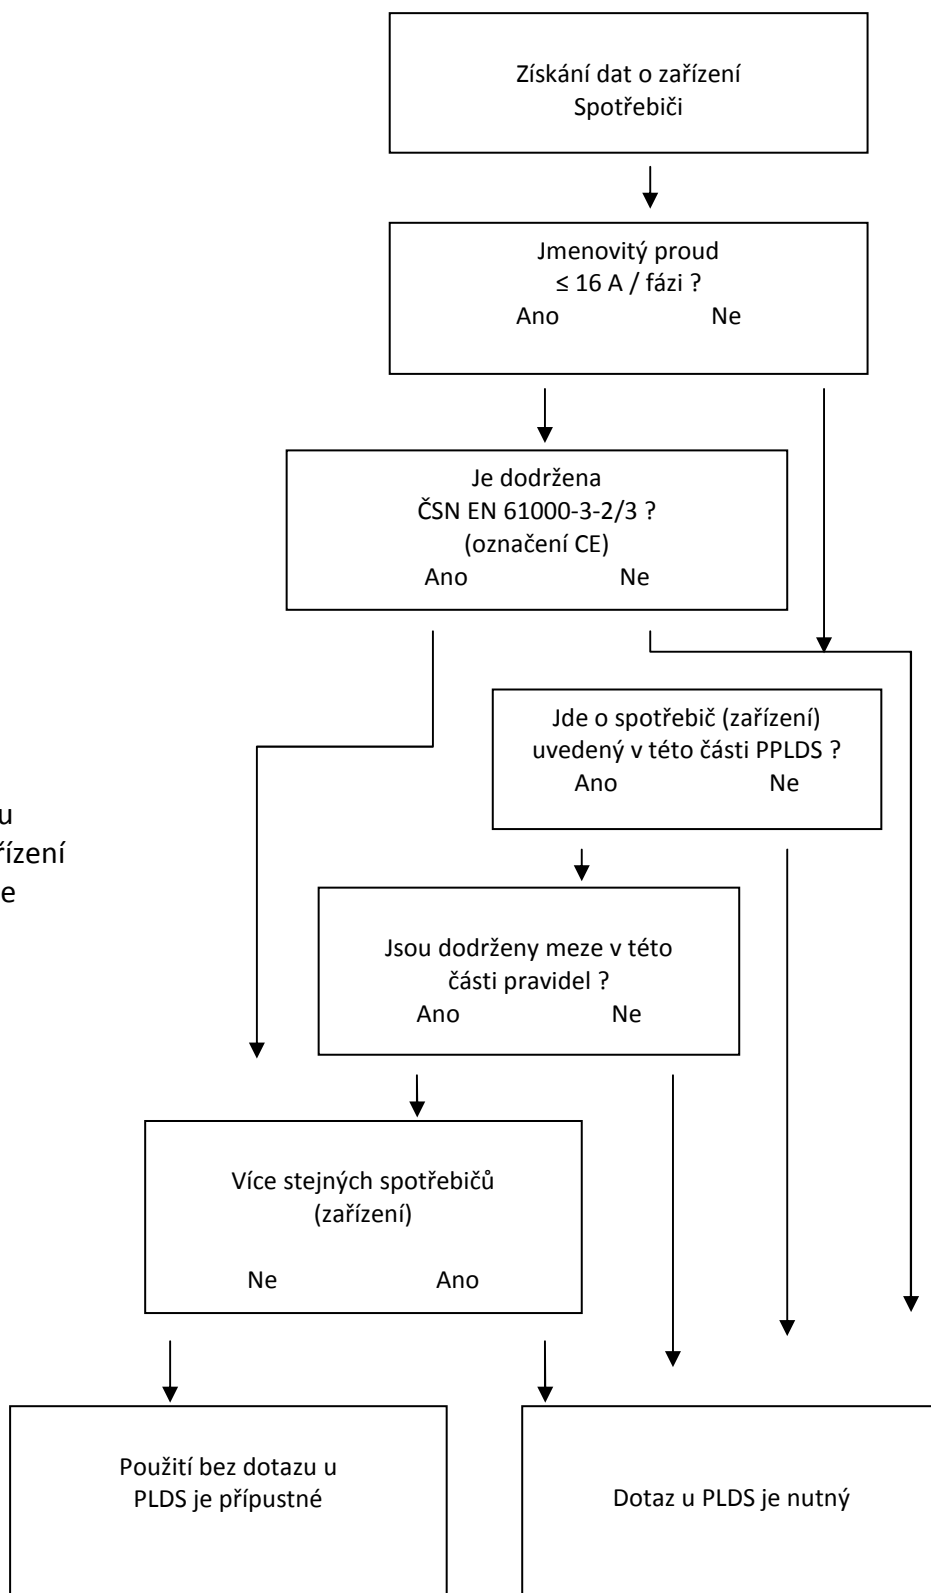 Získání dat o zařízení
Spotřebiči
Jmenovitý proud
≤ 16 A / fázi ?
Ano Ne
Je dodržena
ČSN EN 61000-3-2/3 ?
(označení CE)
Ano Ne
Jde o spotřebič (zařízení)
uvedený v této části PPLDS ?
Ano Ne
u
řízení
e
Jsou dodrženy meze v této
části pravidel ?
Ano Ne
Více stejných spotřebičů
(zařízení)
Ne Ano
Použití bez dotazu u
PLDS je přípustné
Dotaz u PLDS je nutný